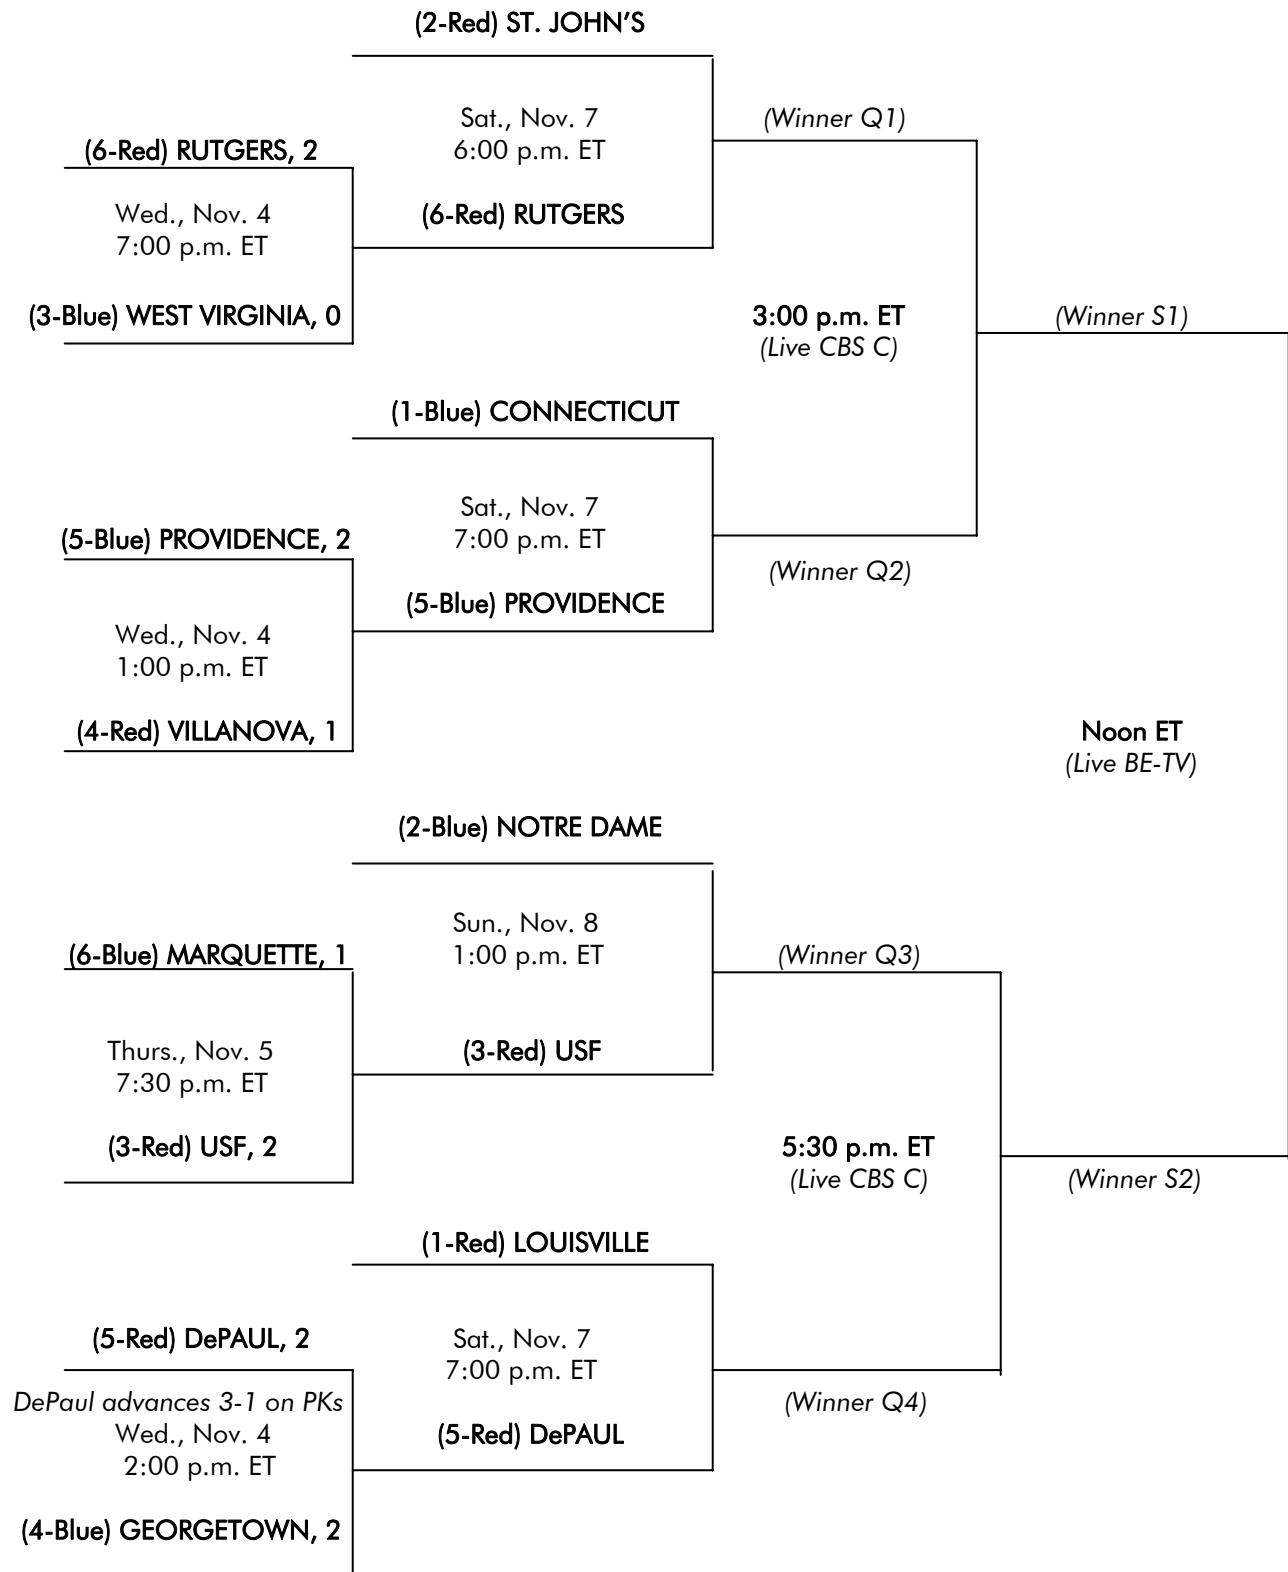 (2-Red) ST. JOHN'S
Sat., Nov. 7
6:00 p.m. ET
(Winner Q1)
(6-Red) RUTGERS, 2
Wed., Nov. 4
7:00 p.m. ET
(6-Red) RUTGERS
(3-Blue) WEST VIRGINIA, 0
3:00 p.m. ET
(Live CBS C)
(Winner S1)
(1-Blue) CONNECTICUT
Sat., Nov. 7
7:00 p.m. ET
(5-Blue) PROVIDENCE, 2
(Winner Q2)
(5-Blue) PROVIDENCE
Wed., Nov. 4
1:00 p.m. ET
(4-Red) VILLANOVA, 1
Noon ET
(Live BE-TV)
(2-Blue) NOTRE DAME
Sun., Nov. 8
1:00 p.m. ET
(6-Blue) MARQUETTE, 1
(Winner Q3)
Thurs., Nov. 5
7:30 p.m. ET
(3-Red) USF
(3-Red) USF, 2
5:30 p.m. ET
(Live CBS C)
(Winner S2)
(1-Red) LOUISVILLE
(5-Red) DePAUL, 2
Sat., Nov. 7
7:00 p.m. ET
DePaul advances 3-1 on PKs
Wed., Nov. 4
2:00 p.m. ET
(Winner Q4)
(5-Red) DePAUL
(4-Blue) GEORGETOWN, 2